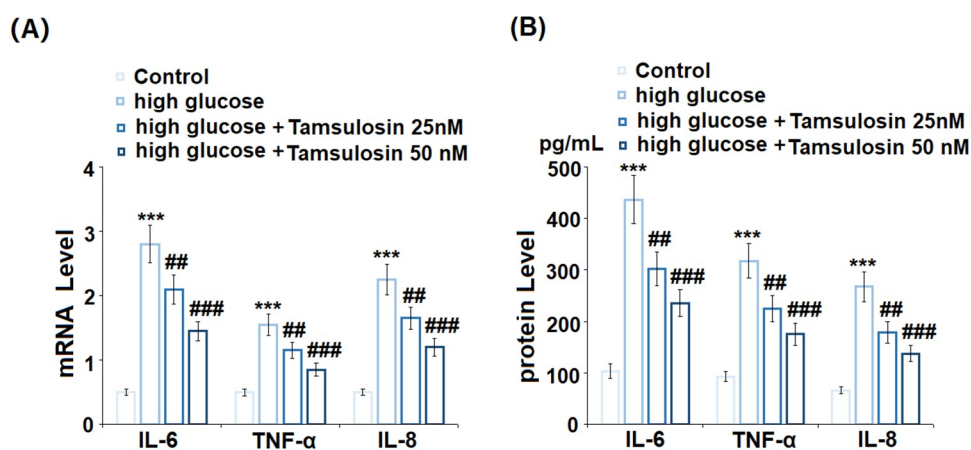 (A)
Control
high glucose
high glucose + Tamsulosin 25nM
high glucose + Tamsulosin 50 nM
mRNA Level
4
3
2
1
0
***
##
###
***
##
###
***
##
###
IL-6
TNF-α
IL-8
(B)
Control
high glucose
high glucose + Tamsulosin 25nM
high glucose + Tamsulosin 50 nM
pg/mL
protein Level
500
400
300
200
100
0
***
##
###
***
##
###
***
##
###
IL-6
TNF-α
IL-8